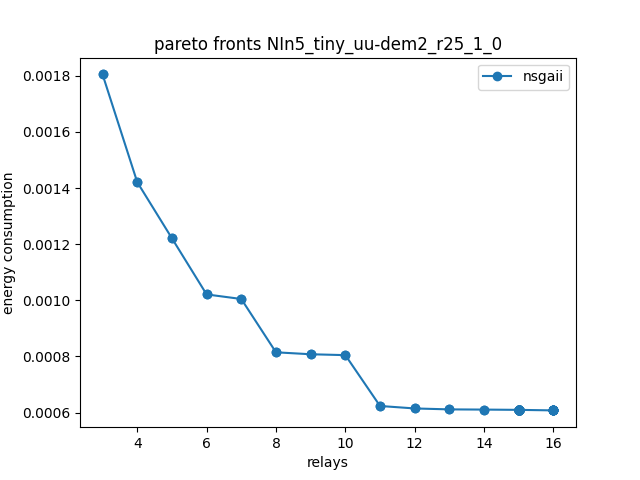 pareto fronts NIn5_tiny_uu-dem2_r25_1_0
nsgaii
energy consumption
0.0018
0.0016
0.0014
0.0012
0.0010
0.0008
0.0006
4 6 8 10 12 14 16
relays